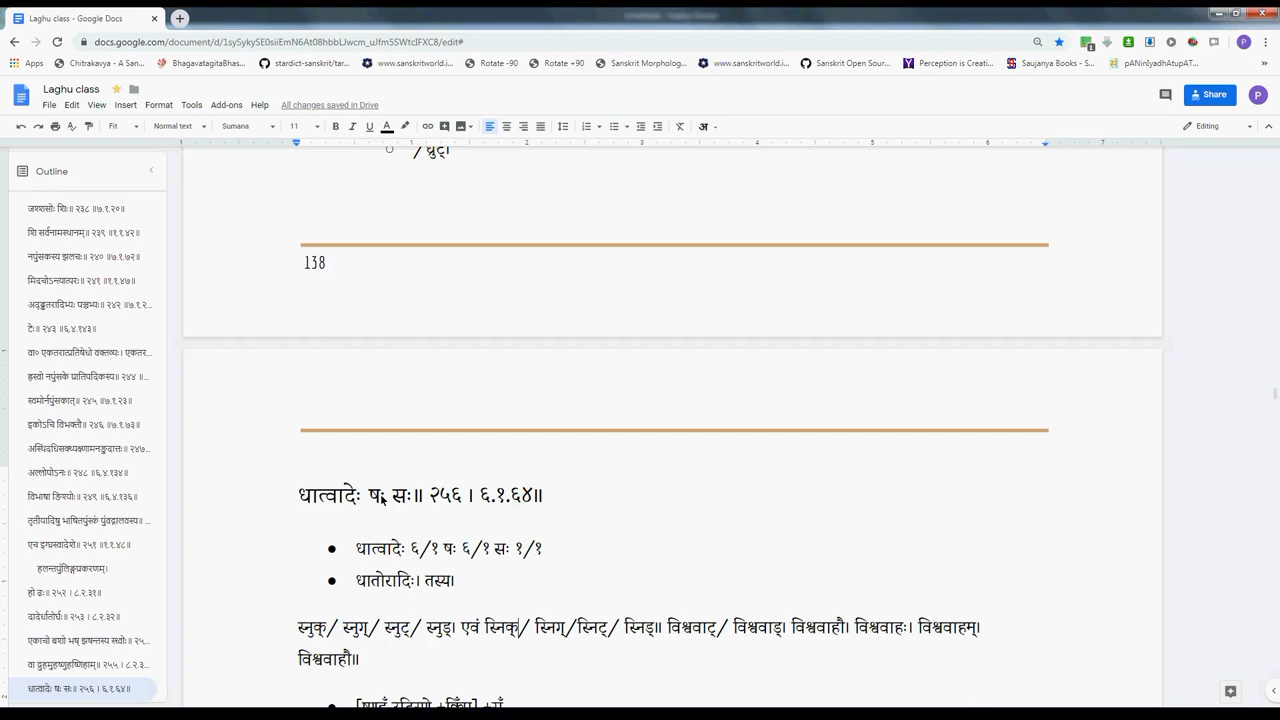 Laghu class - Google Docs
docs.google.com/document/d/1sySykySE0siiEmN6At08hbbLJwcm_uJfm5SWtcIFXC8/edit#
Apps Chitrakavya - A San... BhagavatagitaBhas... stardict-sanskrit/tar... www.sanskritworld.i... Rotate -90 Rotate +90 Sanskrit Morpholog... www.sanskritworld.i... Sanskrit Open Sour... Perception is Creati... Saujanya Books - S... pANinIyadhAtupAT...
Laghu class
File Edit View Insert Format Tools Add-ons Help All changes saved in Drive
Share
Fit Normal text Sumana 11 Editing
Outline
जश्शसोः शिः॥ २३८ ॥७.१.२०॥
शि सर्वनामस्थानम्॥ २३९ ॥१.१.४२॥
नपुंसकस्य झलचः॥ २४० ॥७.१.७२॥
मिदचोऽन्त्यात्परः॥ २४१ ॥१.१.४७॥
अद्ड्डतरादिभ्यः पञ्चभ्यः॥ २४२ ॥७.१.२...
टेः॥ २४३ ॥६.४.१४३॥
वा० एकतरात्प्रतिषेधो वक्तव्यः। एकतर...
ह्रस्वो नपुंसके प्रातिपदिकस्य॥ २४४ ॥...
स्वमोर्नपुंसकात्॥ २४५ ॥७.१.२३॥
इकोऽचि विभक्तौ॥ २४६ ॥७.१.७३॥
अस्थिदधिसक्थ्यक्ष्णामनङुदात्तः॥ २४७...
अल्लोपोऽनः॥ २४८ ॥६.४.१३४॥
विभाषा ङिश्योः॥ २४९ ॥६.४.१३६॥
तृतीयादिषु भाषितपुंस्कं पुंवद्गालवस्य॥...
एच इग्घ्रस्वादेशे॥ २५१ ॥१.१.४८॥
हलन्तपुंलिङ्गप्रकरणम्।
हो ढः॥ २५२ । ८.२.३१॥
दादेर्धातोर्घः॥ २५३ । ८.२.३२॥
एकाचो बशो भष् झषन्तस्य स्ध्वोः॥ २५...
वा द्रुहमुहष्णुहष्णिहाम्॥ २५५ । ८.२.३...
धात्वादेः षः सः॥ २५६ । ६.१.६४॥
/ध्रुट्।
138
धात्वादेः षः सः॥ २५६ । ६.१.६४॥
धात्वादेः ६/१ षः ६/१ सः १/१
धातोरादिः। तस्य।
स्नुक्/ स्नुग्/ स्नुट्/ स्नुड्। एवं स्निक्/ स्निग्/स्निट्/ स्निड्॥ विश्ववाट्/ विश्ववाड्। विश्ववाहौ। विश्ववाहः। विश्ववाहम्।
विश्ववाहौ॥